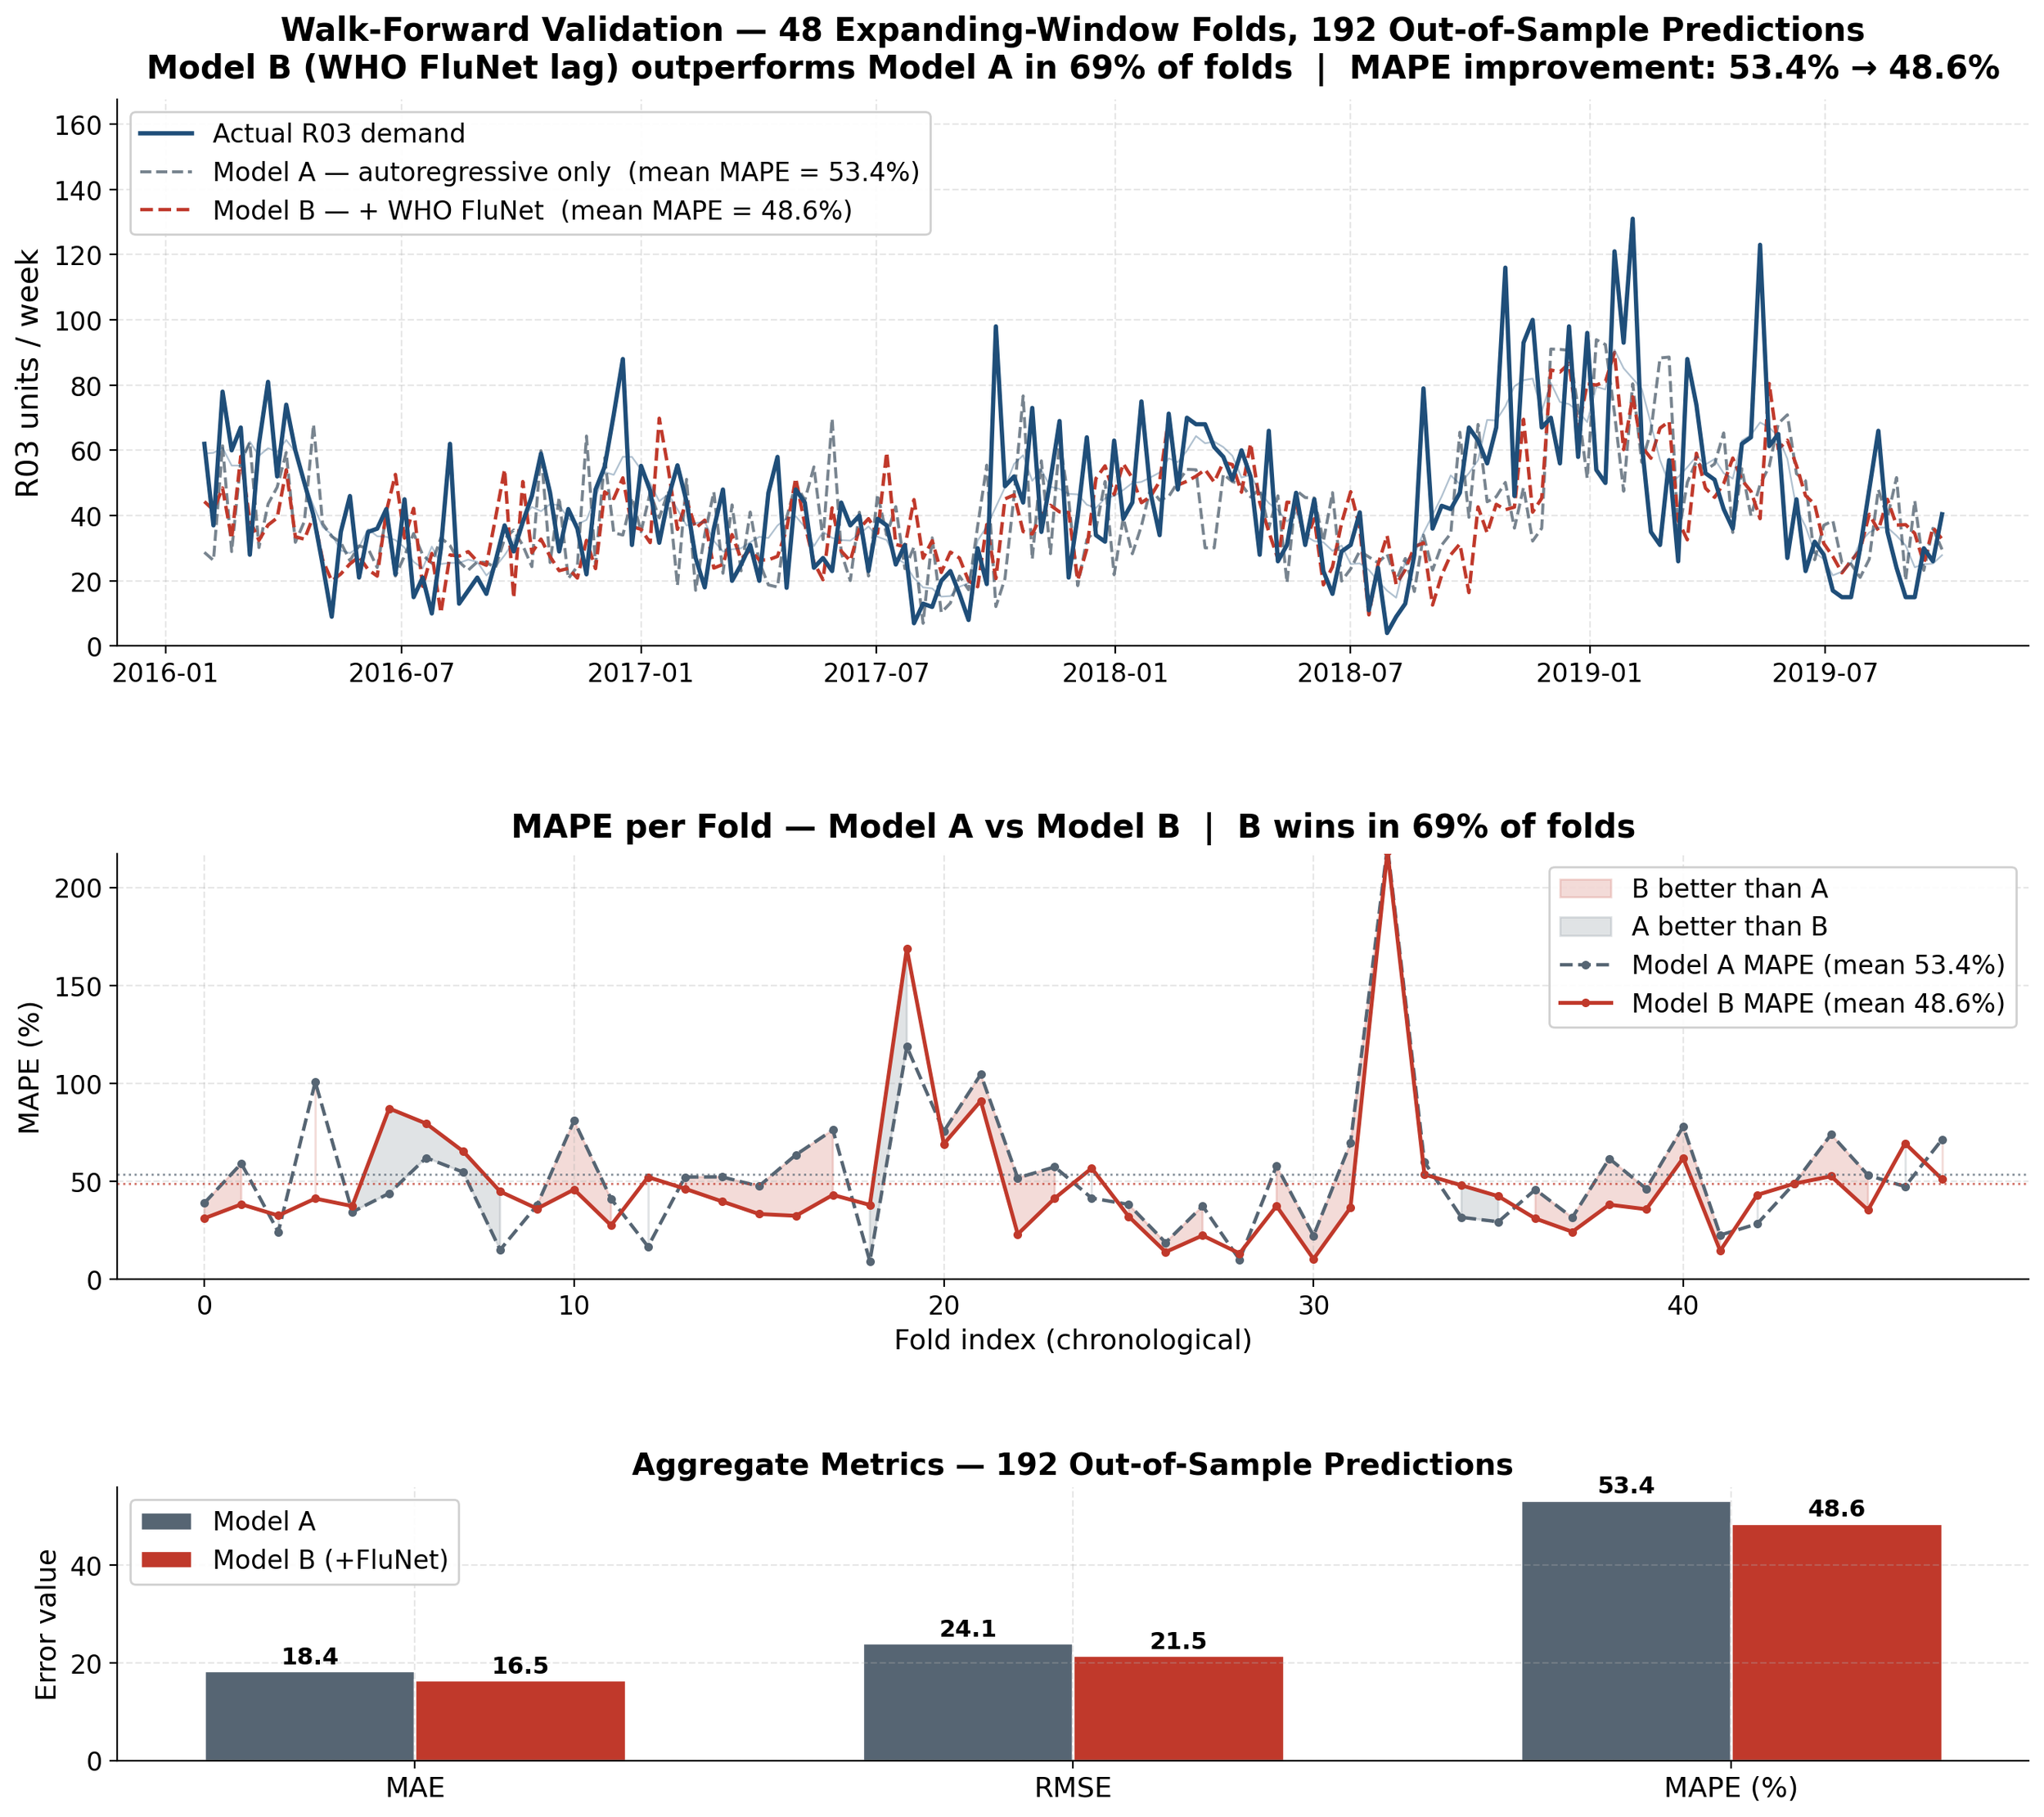 Walk-Forward Validation — 48 Expanding-Window Folds, 192 Out-of-Sample Predictions
Model B (WHO FluNet lag) outperforms Model A in 69% of folds | MAPE improvement: 53.4% → 48.6%
R03 units / week
160
140
120
100
80
60
40
20
0
Actual R03 demand
Model A — autoregressive only (mean MAPE = 53.4%)
Model B — + WHO FluNet (mean MAPE = 48.6%)
2016-01 2016-07 2017-01 2017-07 2018-01 2018-07 2019-01 2019-07
MAPE per Fold — Model A vs Model B | B wins in 69% of folds
MAPE (%)
200
150
100
50
0
B better than A
A better than B
Model A MAPE (mean 53.4%)
Model B MAPE (mean 48.6%)
0 10 20 30 40
Fold index (chronological)
Aggregate Metrics — 192 Out-of-Sample Predictions
Error value
40
20
0
Model A
Model B (+FluNet)
18.4 16.5 24.1 21.5 53.4 48.6
MAE RMSE MAPE (%)